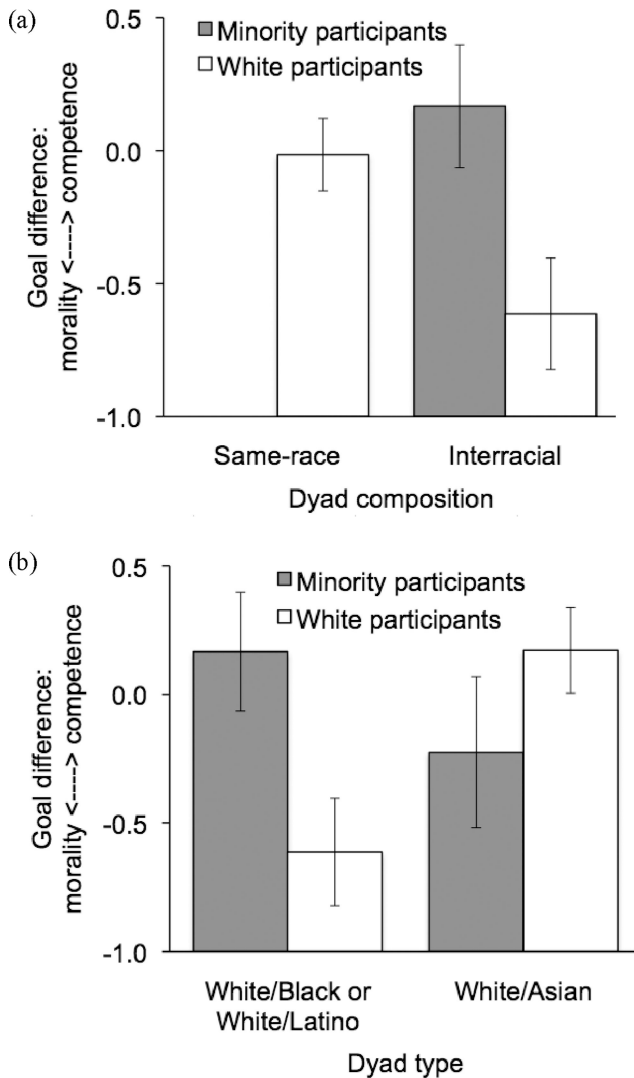 (a)
0.5
Minority participants
White participants
0.0
-0.5
-1.0
Goal difference:
morality <----> competence
Same-race Interracial
Dyad composition
(b)
0.5
Minority participants
White participants
0.0
-0.5
-1.0
Goal difference:
morality <----> competence
White/Black or White/Asian
White/Latino
Dyad type